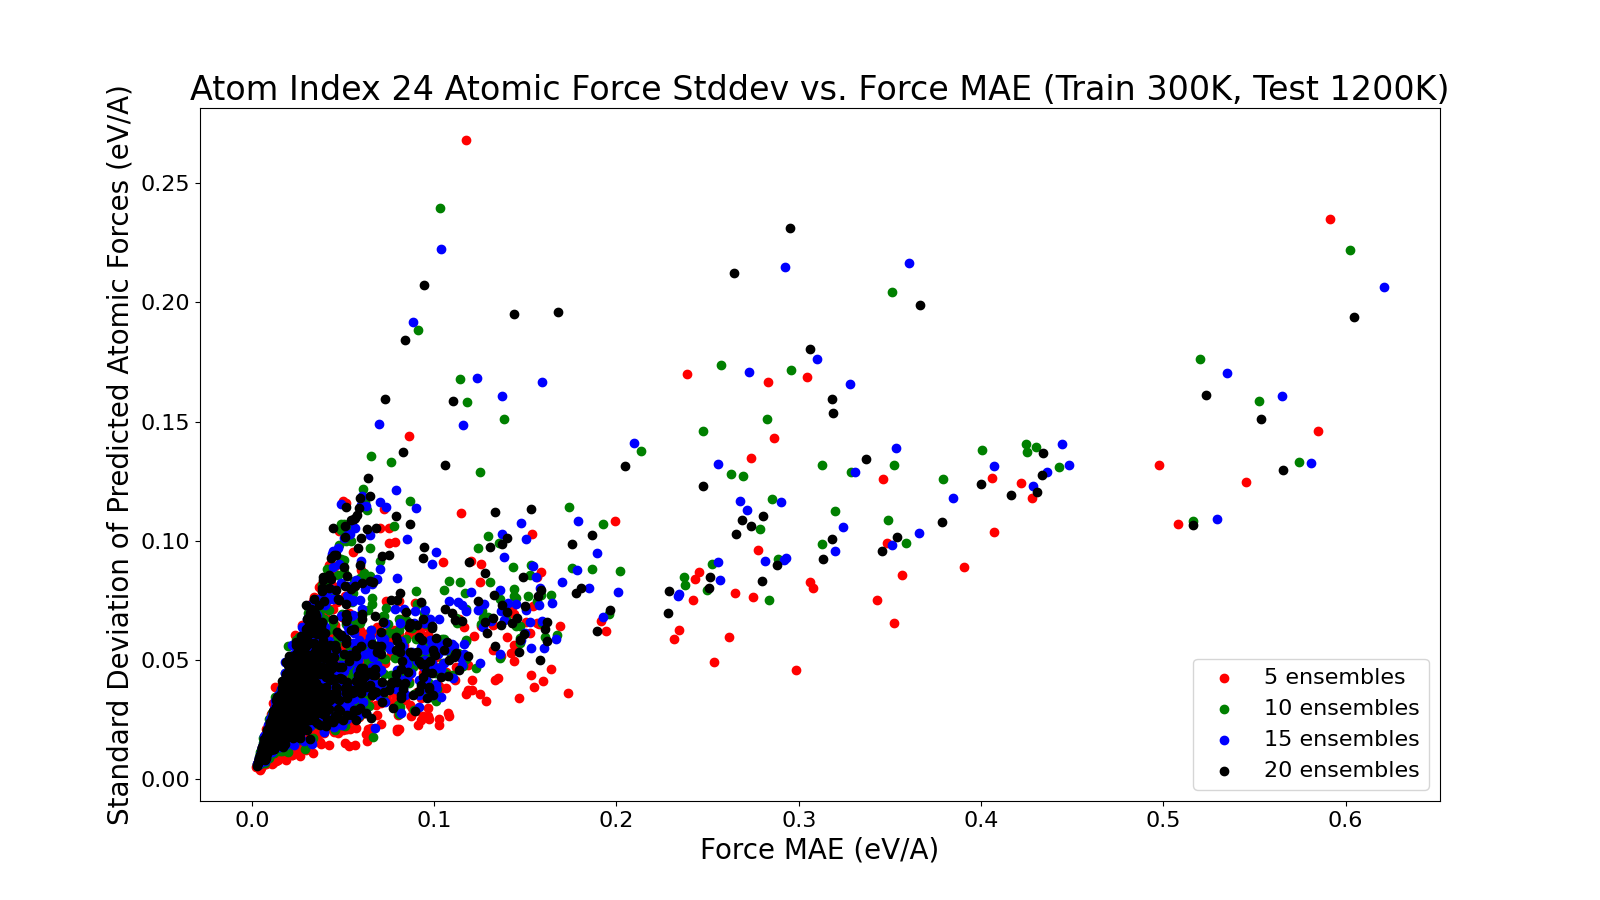 Atom Index 24 Atomic Force Stddev vs. Force MAE (Train 300K, Test 1200K)
Standard Deviation of Predicted Atomic Forces (eV/A)
0.25
0.20
0.15
0.10
0.05
0.00
5 ensembles
10 ensembles
15 ensembles
20 ensembles
0.0 0.1 0.2 0.3 0.4 0.5 0.6
Force MAE (eV/A)